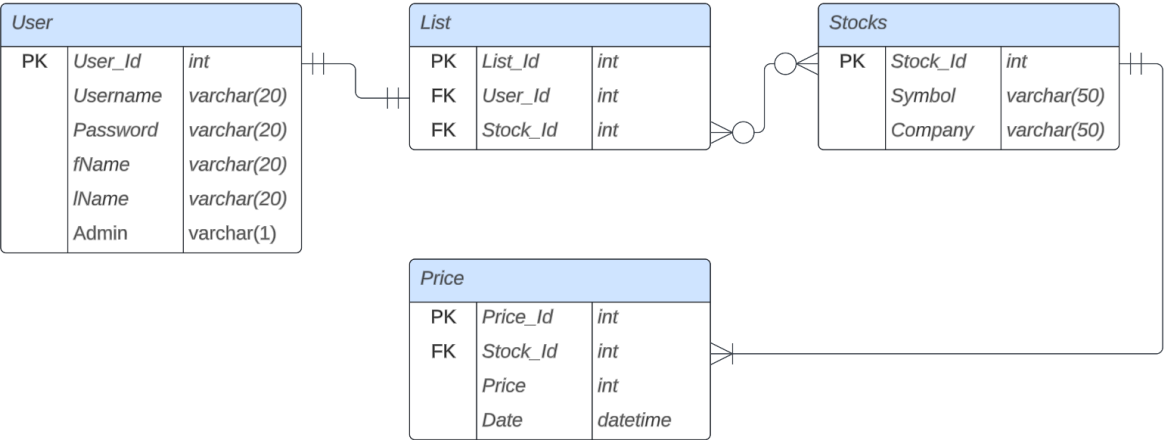 User
PK User_Id int
Username varchar(20)
Password varchar(20)
fName varchar(20)
lName varchar(20)
Admin varchar(1)
List
PK List_Id int
FK User_Id int
FK Stock_Id int
Stocks
PK Stock_Id int
Symbol varchar(50)
Company varchar(50)
Price
PK Price_Id int
FK Stock_Id int
Price int
Date datetime